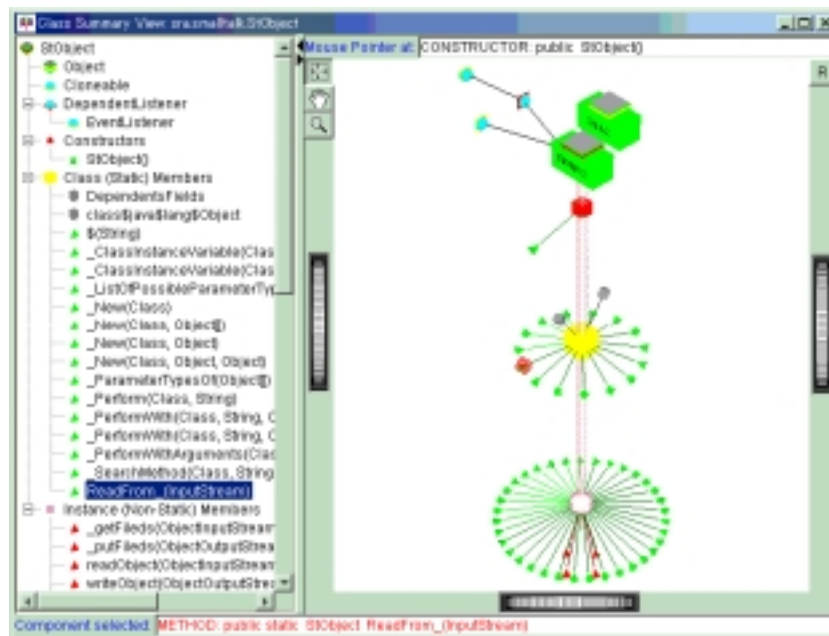 Class Summary View: sra.smalltalk.StObject
StObject
Object
Cloneable
DependentListener
EventListener
Constructors
StObject()
Class (Static) Members
DependentsFields
class$java$lang$Object
$(String)
_ClassInstanceVariable(Clas
_ClassInstanceVariable(Clas
_ListOfPossibleParameterTyp
_New(Class)
_New(Class, Object[])
_New(Class, Object)
_New(Class, Object, Object)
_ParameterTypesOf(Object[])
_Perform(Class, String)
_PerformWith(Class, String, O
_PerformWith(Class, String, O
_PerformWithArguments(Clas
_SearchMethod(Class, String
ReadFrom_(InputStream)
Instance (Non-Static) Members
_getFileds(ObjectInputStream
_putFileds(ObjectOutputStrea
readObject(ObjectInputStream
writeObject(ObjectOutputStrea
Mouse Pointer at: CONSTRUCTOR: public StObject()
R
Component selected: METHOD: public static StObject ReadFrom_(InputStream)